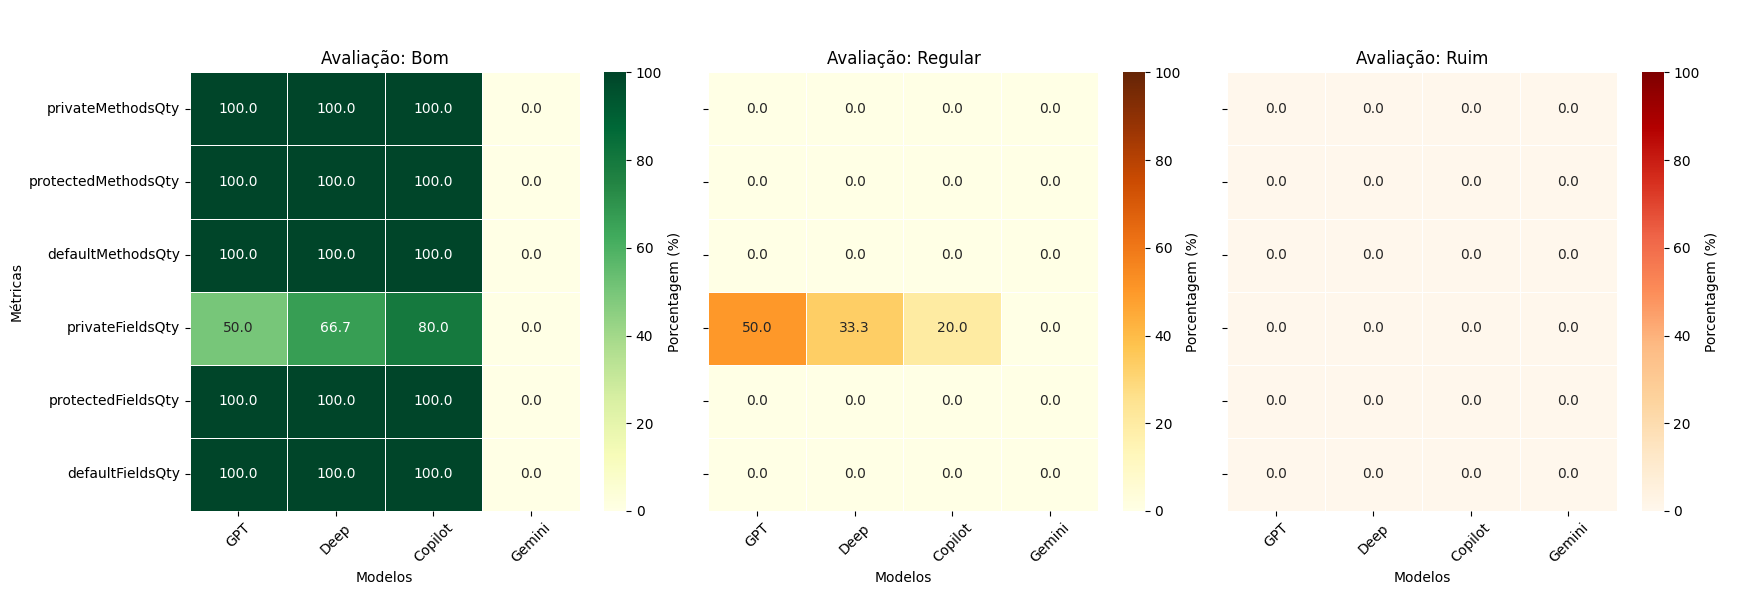 Avaliação: Bom
Avaliação: Regular
Avaliação: Ruim
Métricas
privateMethodsQty
protectedMethodsQty
defaultMethodsQty
privateFieldsQty
protectedFieldsQty
defaultFieldsQty
100.0 100.0 100.0 0.0
100.0 100.0 100.0 0.0
100.0 100.0 100.0 0.0
50.0 66.7 80.0 0.0
100.0 100.0 100.0 0.0
100.0 100.0 100.0 0.0
GPT Deep Copilot Gemini
Modelos
100
80
60
40
20
0
Porcentagem (%)
0.0 0.0 0.0 0.0
0.0 0.0 0.0 0.0
0.0 0.0 0.0 0.0
50.0 33.3 20.0 0.0
0.0 0.0 0.0 0.0
0.0 0.0 0.0 0.0
GPT Deep Copilot Gemini
Modelos
100
80
60
40
20
0
Porcentagem (%)
0.0 0.0 0.0 0.0
0.0 0.0 0.0 0.0
0.0 0.0 0.0 0.0
0.0 0.0 0.0 0.0
0.0 0.0 0.0 0.0
0.0 0.0 0.0 0.0
GPT Deep Copilot Gemini
Modelos
100
80
60
40
20
0
Porcentagem (%)